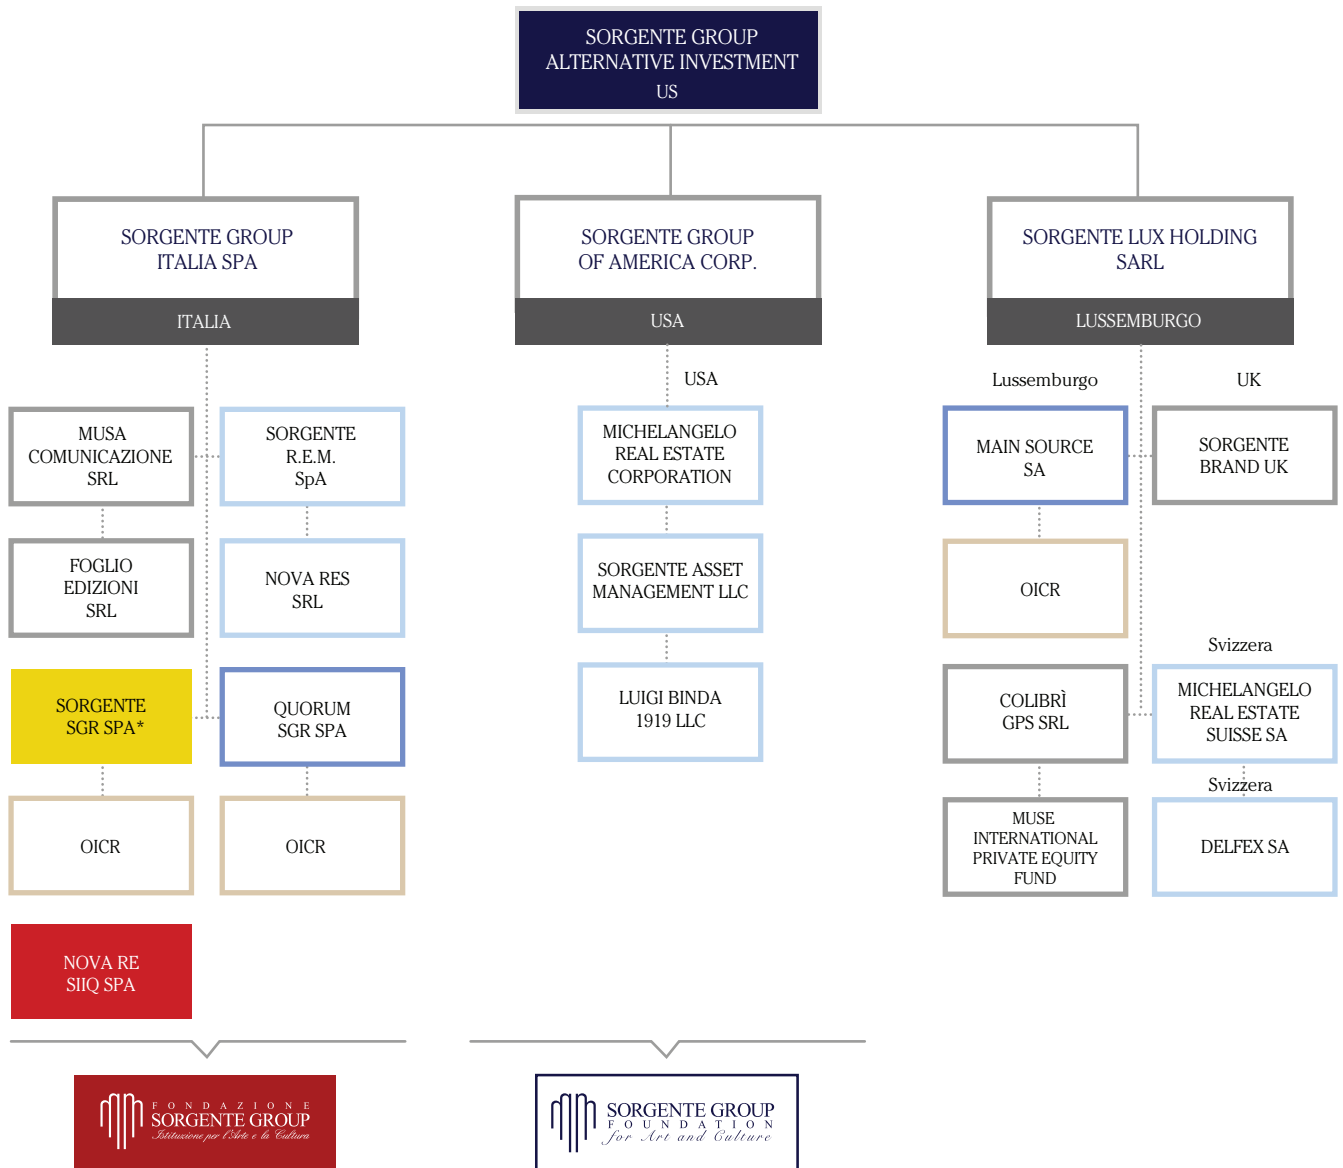 SORGENTE GROUP
ALTERNATIVE INVESTMENT
US
SORGENTE GROUP
ITALIA SPA
ITALIA
SORGENTE GROUP
OF AMERICA CORP.
USA
SORGENTE LUX HOLDING
SARL
LUSSEMBURGO
MUSA
COMUNICAZIONE
SRL
SORGENTE
R.E.M.
SpA
FOGLIO
EDIZIONI
SRL
NOVA RES
SRL
SORGENTE
SGR SPA*
QUORUM
SGR SPA
OICR
OICR
NOVA RE
SIIQ SPA
USA
MICHELANGELO
REAL ESTATE
CORPORATION
SORGENTE ASSET
MANAGEMENT LLC
LUIGI BINDA
1919 LLC
Lussemburgo
UK
MAIN SOURCE
SA
SORGENTE
BRAND UK
OICR
Svizzera
COLIBRÌ
GPS SRL
MICHELANGELO
REAL ESTATE
SUISSE SA
Svizzera
MUSE
INTERNATIONAL
PRIVATE EQUITY
FUND
DELFEX SA
FONDAZIONE
SORGENTE GROUP
Istituzione per l'Arte e la Cultura
SORGENTE GROUP
FOUNDATION
for Art and Culture